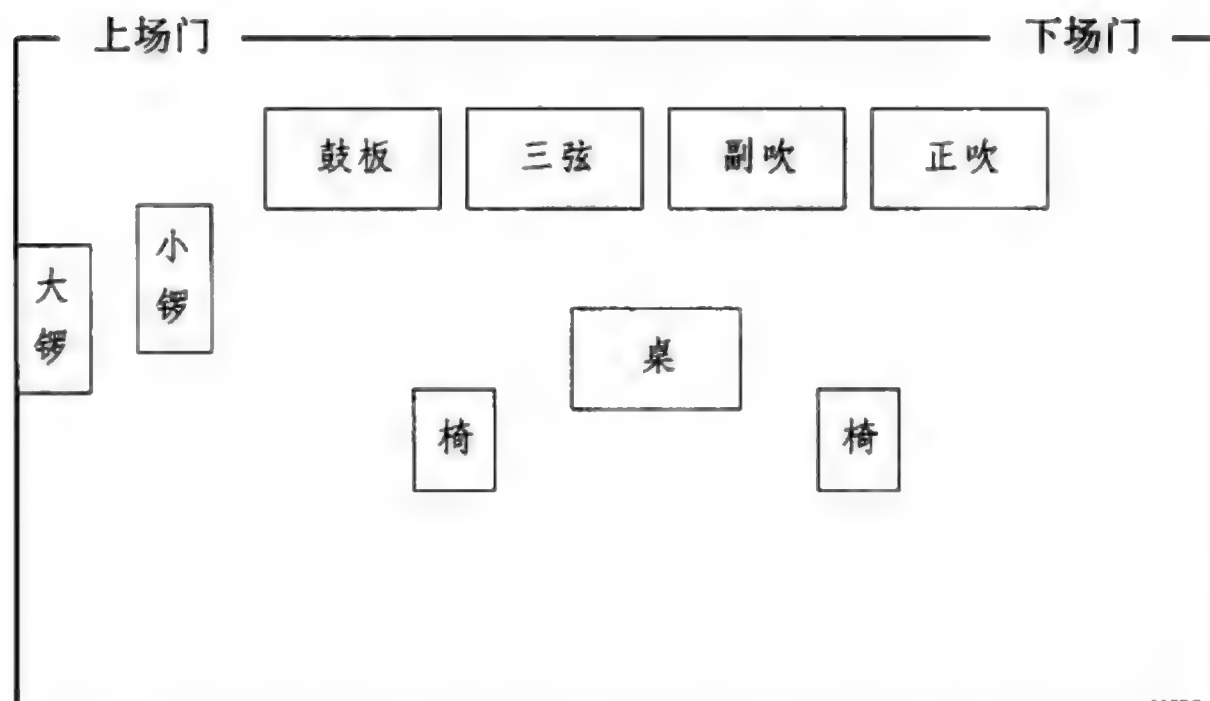 上场门 下场门
鼓板 三弦 副吹 正吹
小锣
大锣
桌
椅 椅